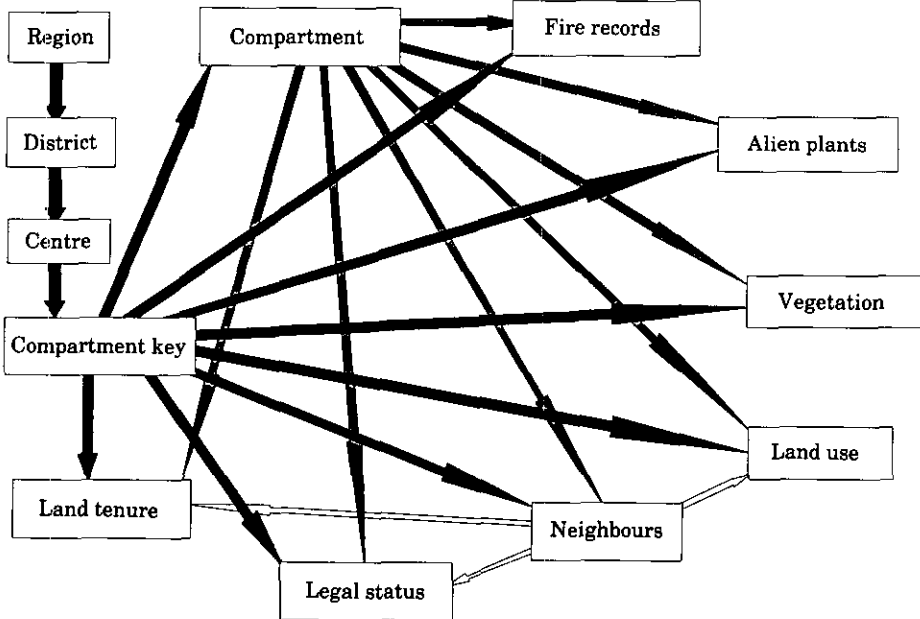 Region
Compartment
Fire records
District
Alien plants
Centre
Vegetation
Compartment key
Land use
Land tenure
Neighbours
Legal status